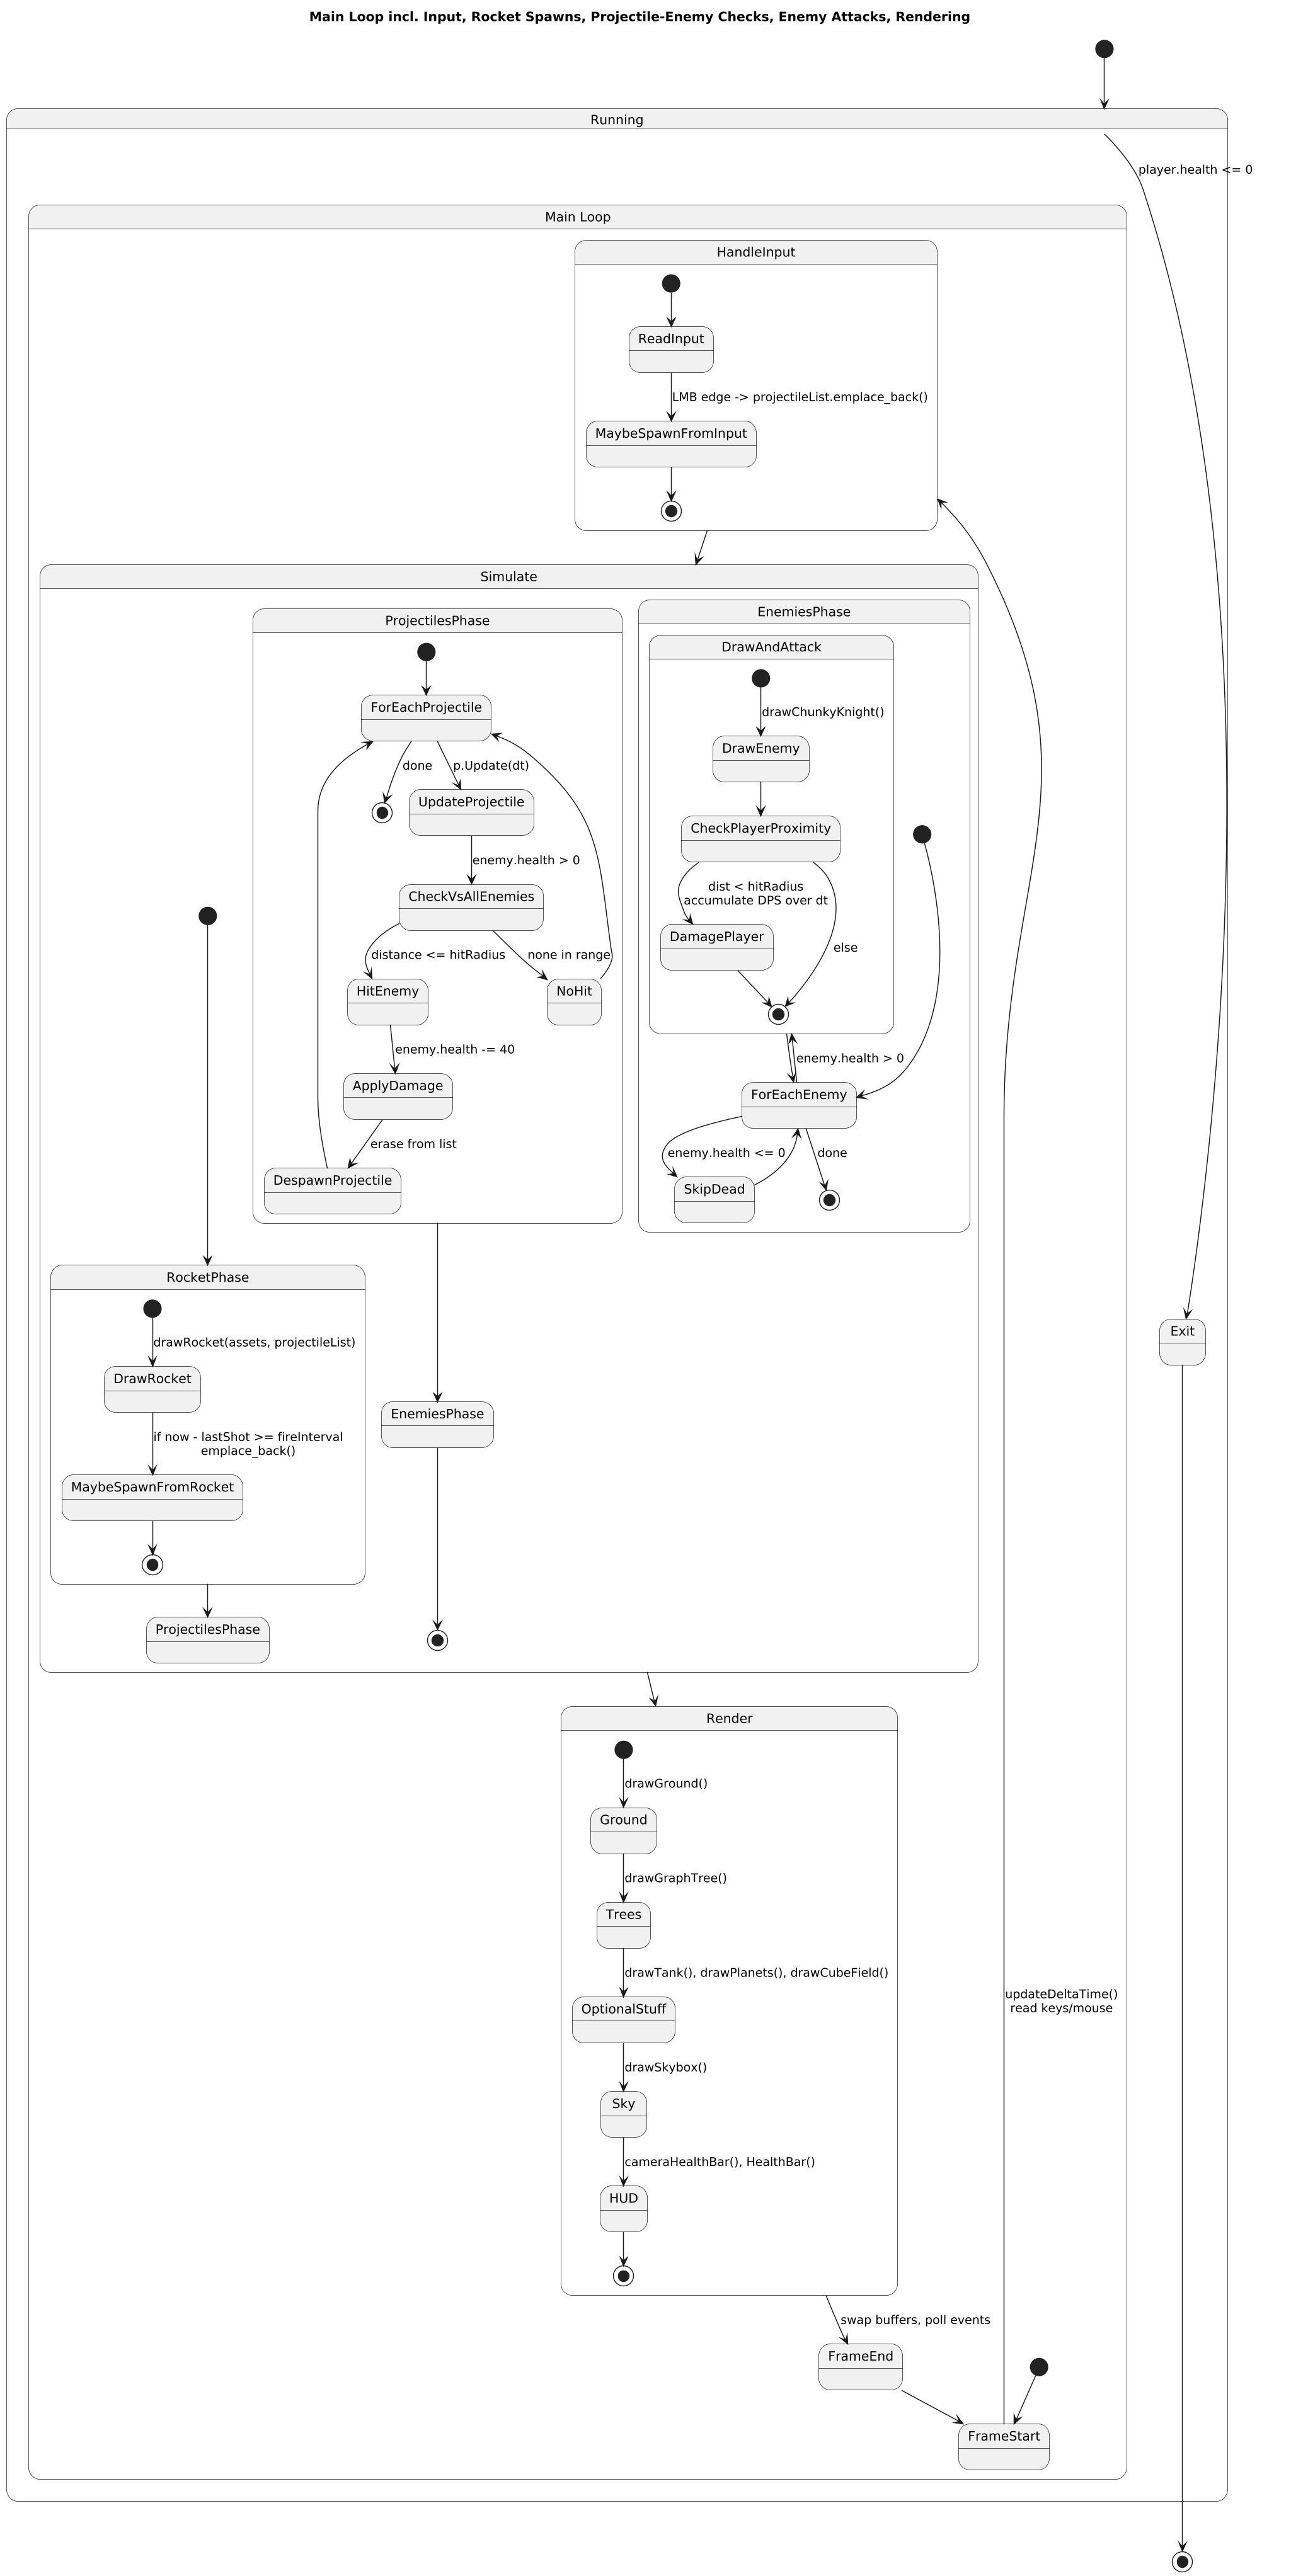 Main Loop incl. Input, Rocket Spawns, Projectile-Enemy Checks, Enemy Attacks, Rendering
Running
player.health <= 0
Main Loop
HandleInput
ReadInput
LMB edge -> projectileList.emplace_back()
MaybeSpawnFromInput
Simulate
ProjectilesPhase
ForEachProjectile
done
p.Update(dt)
UpdateProjectile
enemy.health > 0
CheckVsAllEnemies
distance <= hitRadius
none in range
HitEnemy
NoHit
enemy.health -= 40
ApplyDamage
erase from list
DespawnProjectile
EnemiesPhase
DrawAndAttack
drawChunkyKnight()
DrawEnemy
CheckPlayerProximity
dist < hitRadius
accumulate DPS over dt
DamagePlayer
else
enemy.health > 0
ForEachEnemy
enemy.health <= 0
done
SkipDead
RocketPhase
drawRocket(assets, projectileList)
DrawRocket
if now - lastShot >= fireInterval
emplace_back()
MaybeSpawnFromRocket
ProjectilesPhase
EnemiesPhase
Exit
Render
drawGround()
Ground
drawGraphTree()
Trees
drawTank(), drawPlanets(), drawCubeField()
OptionalStuff
drawSkybox()
Sky
cameraHealthBar(), HealthBar()
HUD
updateDeltaTime()
read keys/mouse
swap buffers, poll events
FrameEnd
FrameStart